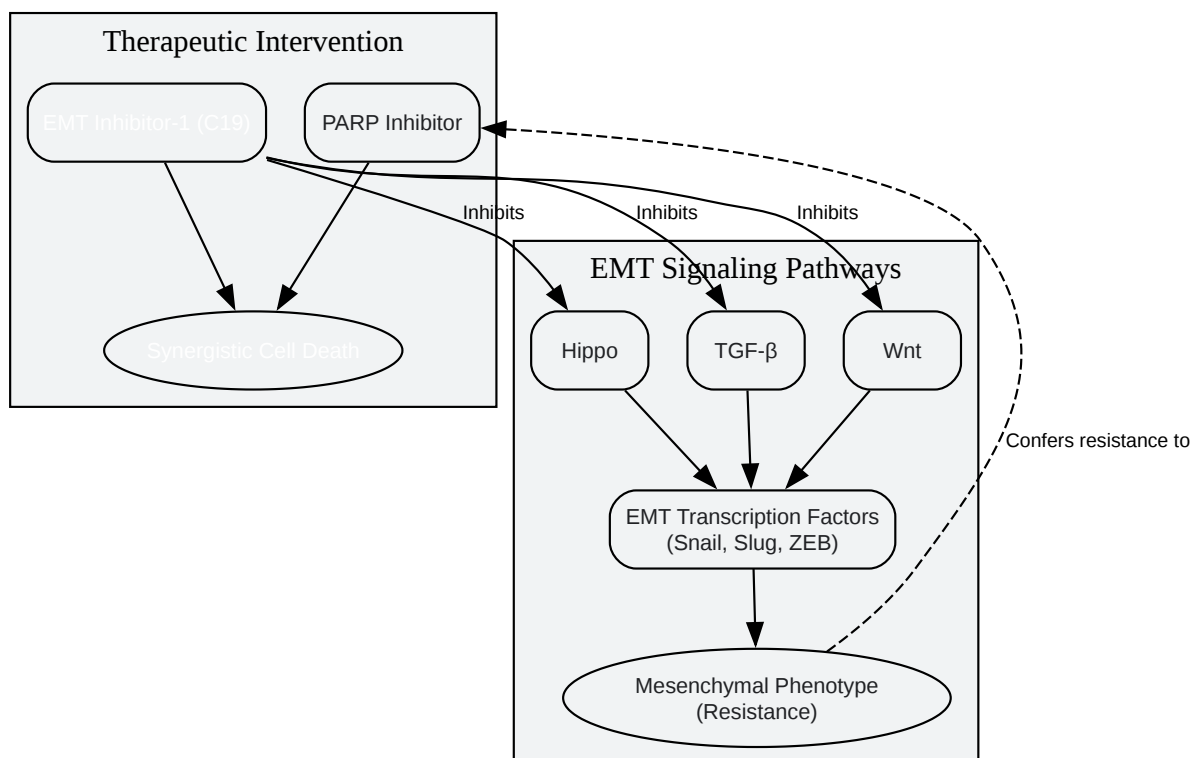 Therapeutic Intervention
EMT Inhibitor-1 (C19)
PARP Inhibitor
Inhibits
Inhibits
Inhibits
Synergistic Cell Death
EMT Signaling Pathways
Hippo
TGF-β
Wnt
Confers resistance to
EMT Transcription Factors
(Snail, Slug, ZEB)
Mesenchymal Phenotype
(Resistance)